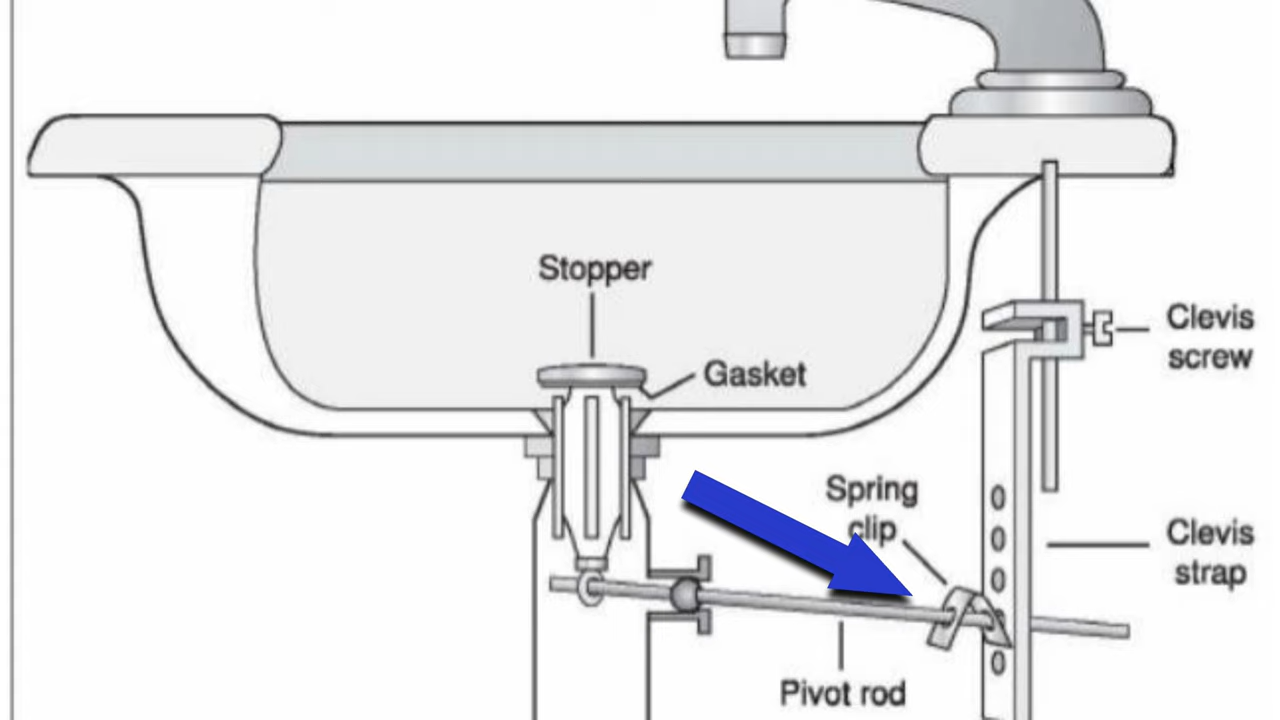 Stopper
Gasket
Clevis
screw
Spring
clip
Clevis
strap
Pivot rod